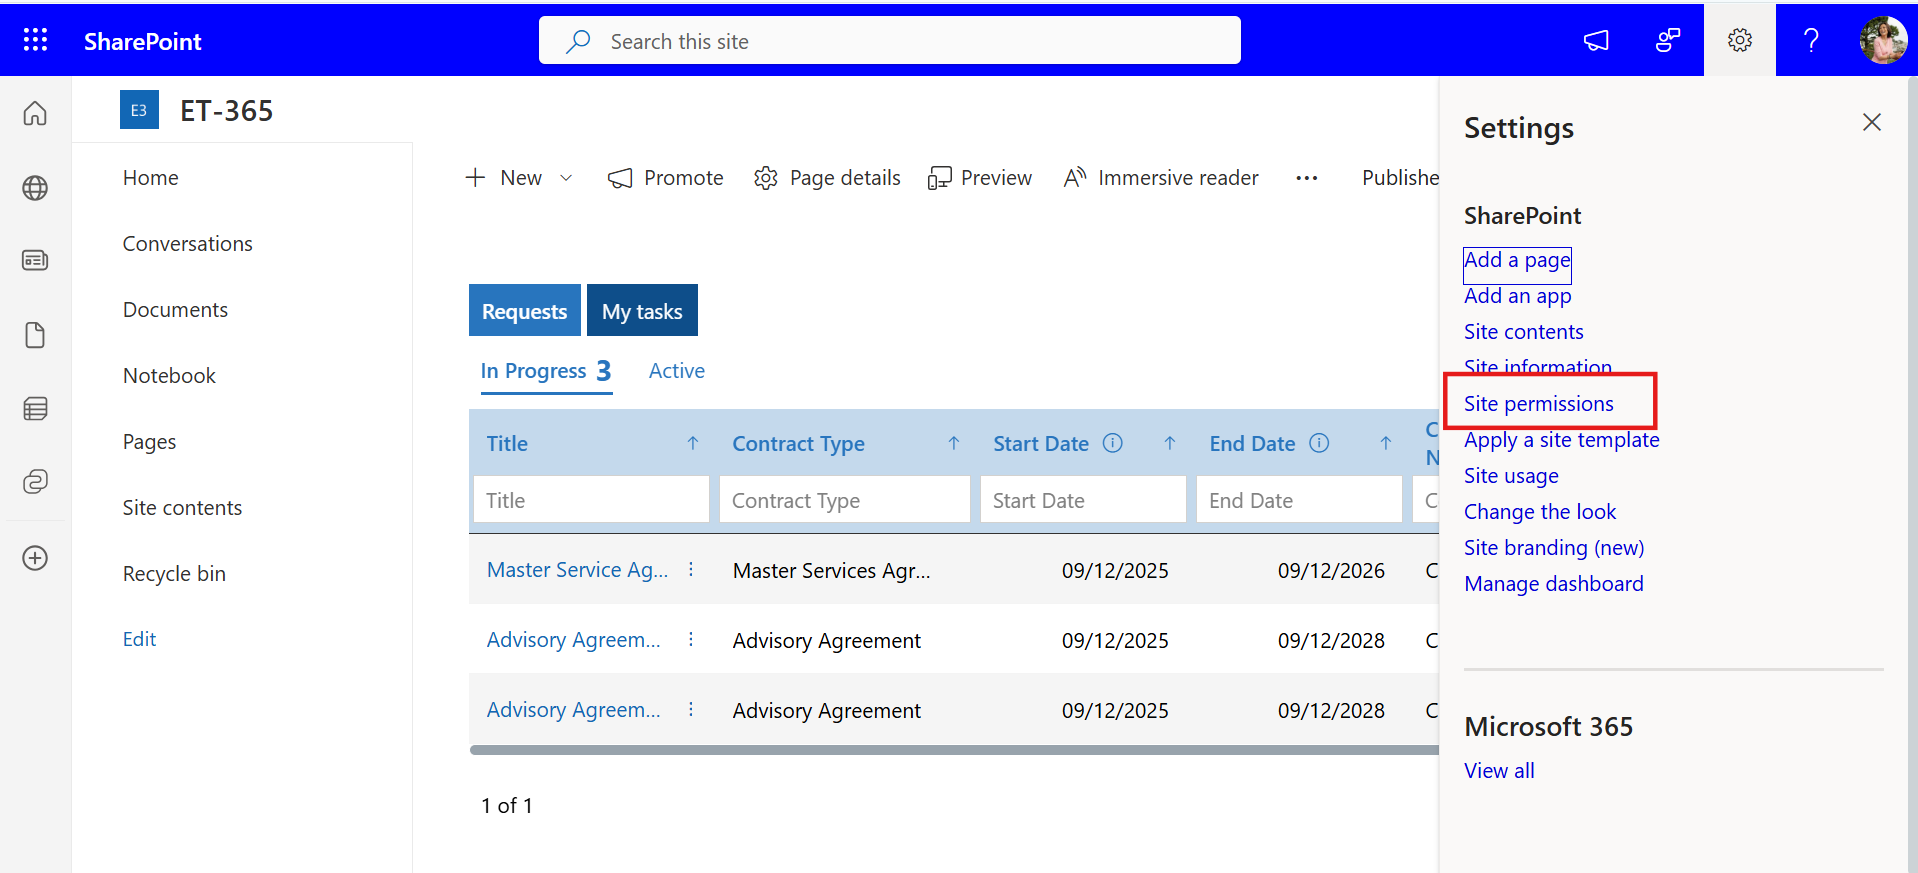 SharePoint
Search this site
E3 ET-365
Home
Conversations
Documents
Notebook
Pages
Site contents
Recycle bin
Edit
New Promote Page details Preview Immersive reader ··· Publishe
Requests My tasks
In Progress 3 Active
Title Contract Type Start Date End Date C
N
Title Contract Type Start Date End Date C
Master Service Ag... Master Services Agr... 09/12/2025 09/12/2026 C
Advisory Agreem... Advisory Agreement 09/12/2025 09/12/2028 C
Advisory Agreem... Advisory Agreement 09/12/2025 09/12/2028 C
1 of 1
Settings
SharePoint
Add a page
Add an app
Site contents
Site information
Site permissions
Apply a site template
Site usage
Change the look
Site branding (new)
Manage dashboard
Microsoft 365
View all